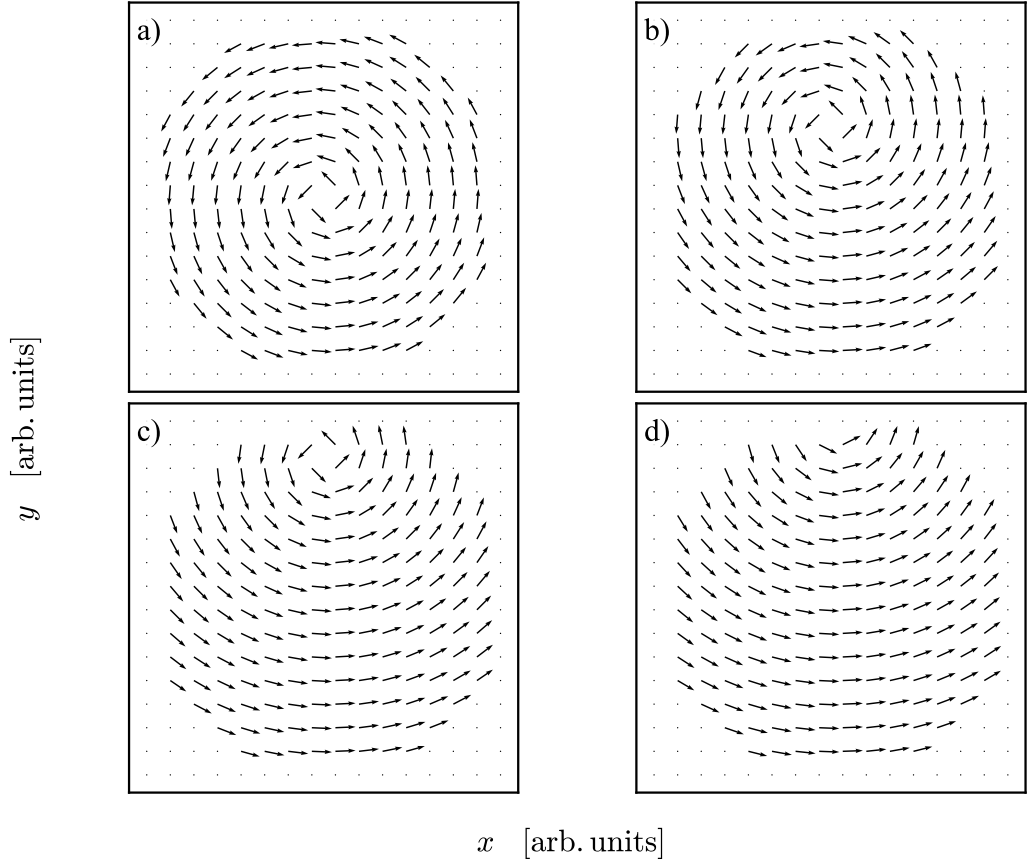 a)
b)
c)
d)
y [arb. units]
x [arb. units]